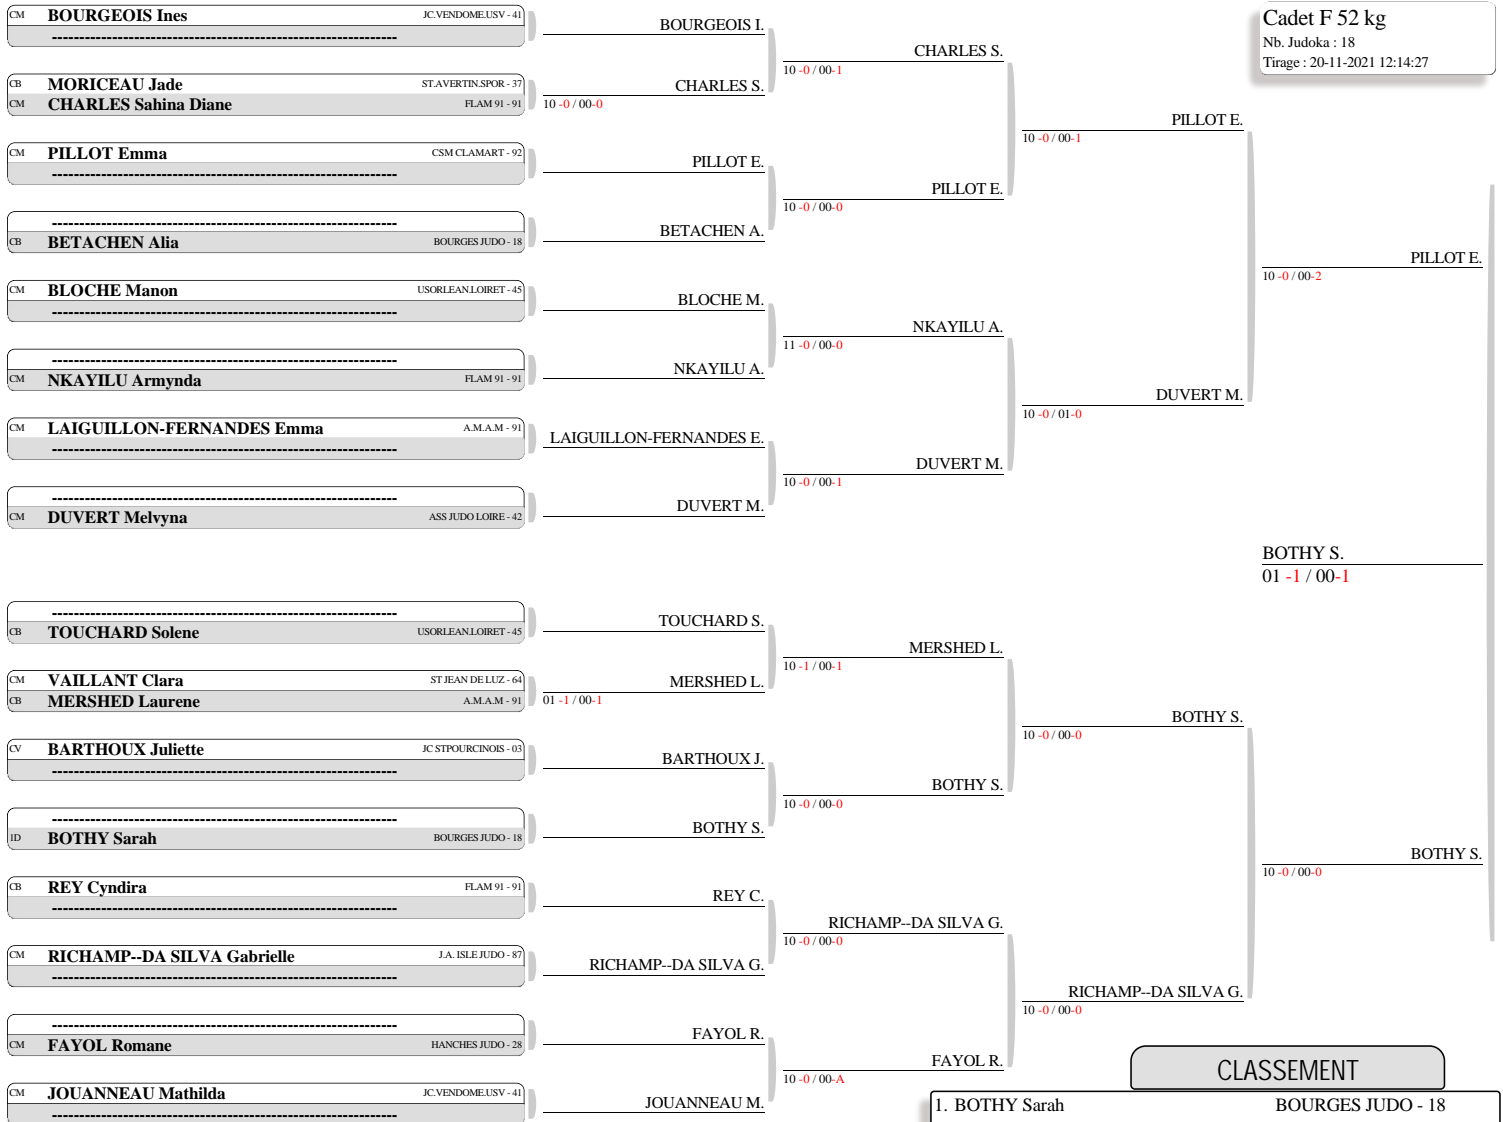 Cadet F 52 kg
Nb. Judoka : 18
Tirage : 20-11-2021 12:14:27
CM BOURGEOIS Ines JC.VENDOME.USV - 41
--------------------------------------------------------------
CB MORICEAU Jade ST.AVERTIN.SPOR - 37
CM CHARLES Sahina Diane FLAM 91 - 91
CM PILLOT Emma CSM CLAMART - 92
--------------------------------------------------------------
--------------------------------------------------------------
CB BETACHEN Alia BOURGES JUDO - 18
CM BLOCHE Manon USORLEAN.LOIRET - 45
--------------------------------------------------------------
--------------------------------------------------------------
CM NKAYILU Armynda FLAM 91 - 91
CM LAIGUILLON-FERNANDES Emma A.M.A.M - 91
--------------------------------------------------------------
--------------------------------------------------------------
CM DUVERT Melvyna ASS JUDO LOIRE - 42
--------------------------------------------------------------
CB TOUCHARD Solene USORLEAN.LOIRET - 45
CM VAILLANT Clara ST JEAN DE LUZ - 64
CB MERSHED Laurene A.M.A.M - 91
CV BARTHOUX Juliette JC STPOURCINOIS - 03
--------------------------------------------------------------
--------------------------------------------------------------
1D BOTHY Sarah BOURGES JUDO - 18
CB REY Cyndira FLAM 91 - 91
--------------------------------------------------------------
CM RICHAMP--DA SILVA Gabrielle J.A. ISLE JUDO - 87
--------------------------------------------------------------
--------------------------------------------------------------
CM FAYOL Romane HANCHES JUDO - 28
CM JOUANNEAU Mathilda JC.VENDOME.USV - 41
--------------------------------------------------------------
BOURGEOIS I.
CHARLES S.
10 -0 / 00-0
PILLOT E.
BETACHEN A.
BLOCHE M.
NKAYILU A.
LAIGUILLON-FERNANDES E.
DUVERT M.
TOUCHARD S.
MERSHED L.
01 -1 / 00-1
BARTHOUX J.
BOTHY S.
REY C.
RICHAMP--DA SILVA G.
FAYOL R.
JOUANNEAU M.
CHARLES S.
10 -0 / 00-1
PILLOT E.
10 -0 / 00-0
NKAYILU A.
11 -0 / 00-0
DUVERT M.
10 -0 / 00-1
MERSHED L.
10 -1 / 00-1
BOTHY S.
10 -0 / 00-0
RICHAMP--DA SILVA G.
10 -0 / 00-0
FAYOL R.
10 -0 / 00-A
PILLOT E.
10 -0 / 00-1
DUVERT M.
10 -0 / 01-0
BOTHY S.
10 -0 / 00-0
RICHAMP--DA SILVA G.
10 -0 / 00-0
PILLOT E.
10 -0 / 00-2
BOTHY S.
10 -0 / 00-0
BOTHY S.
01 -1 / 00-1
CLASSEMENT
1. BOTHY Sarah BOURGES JUDO - 18